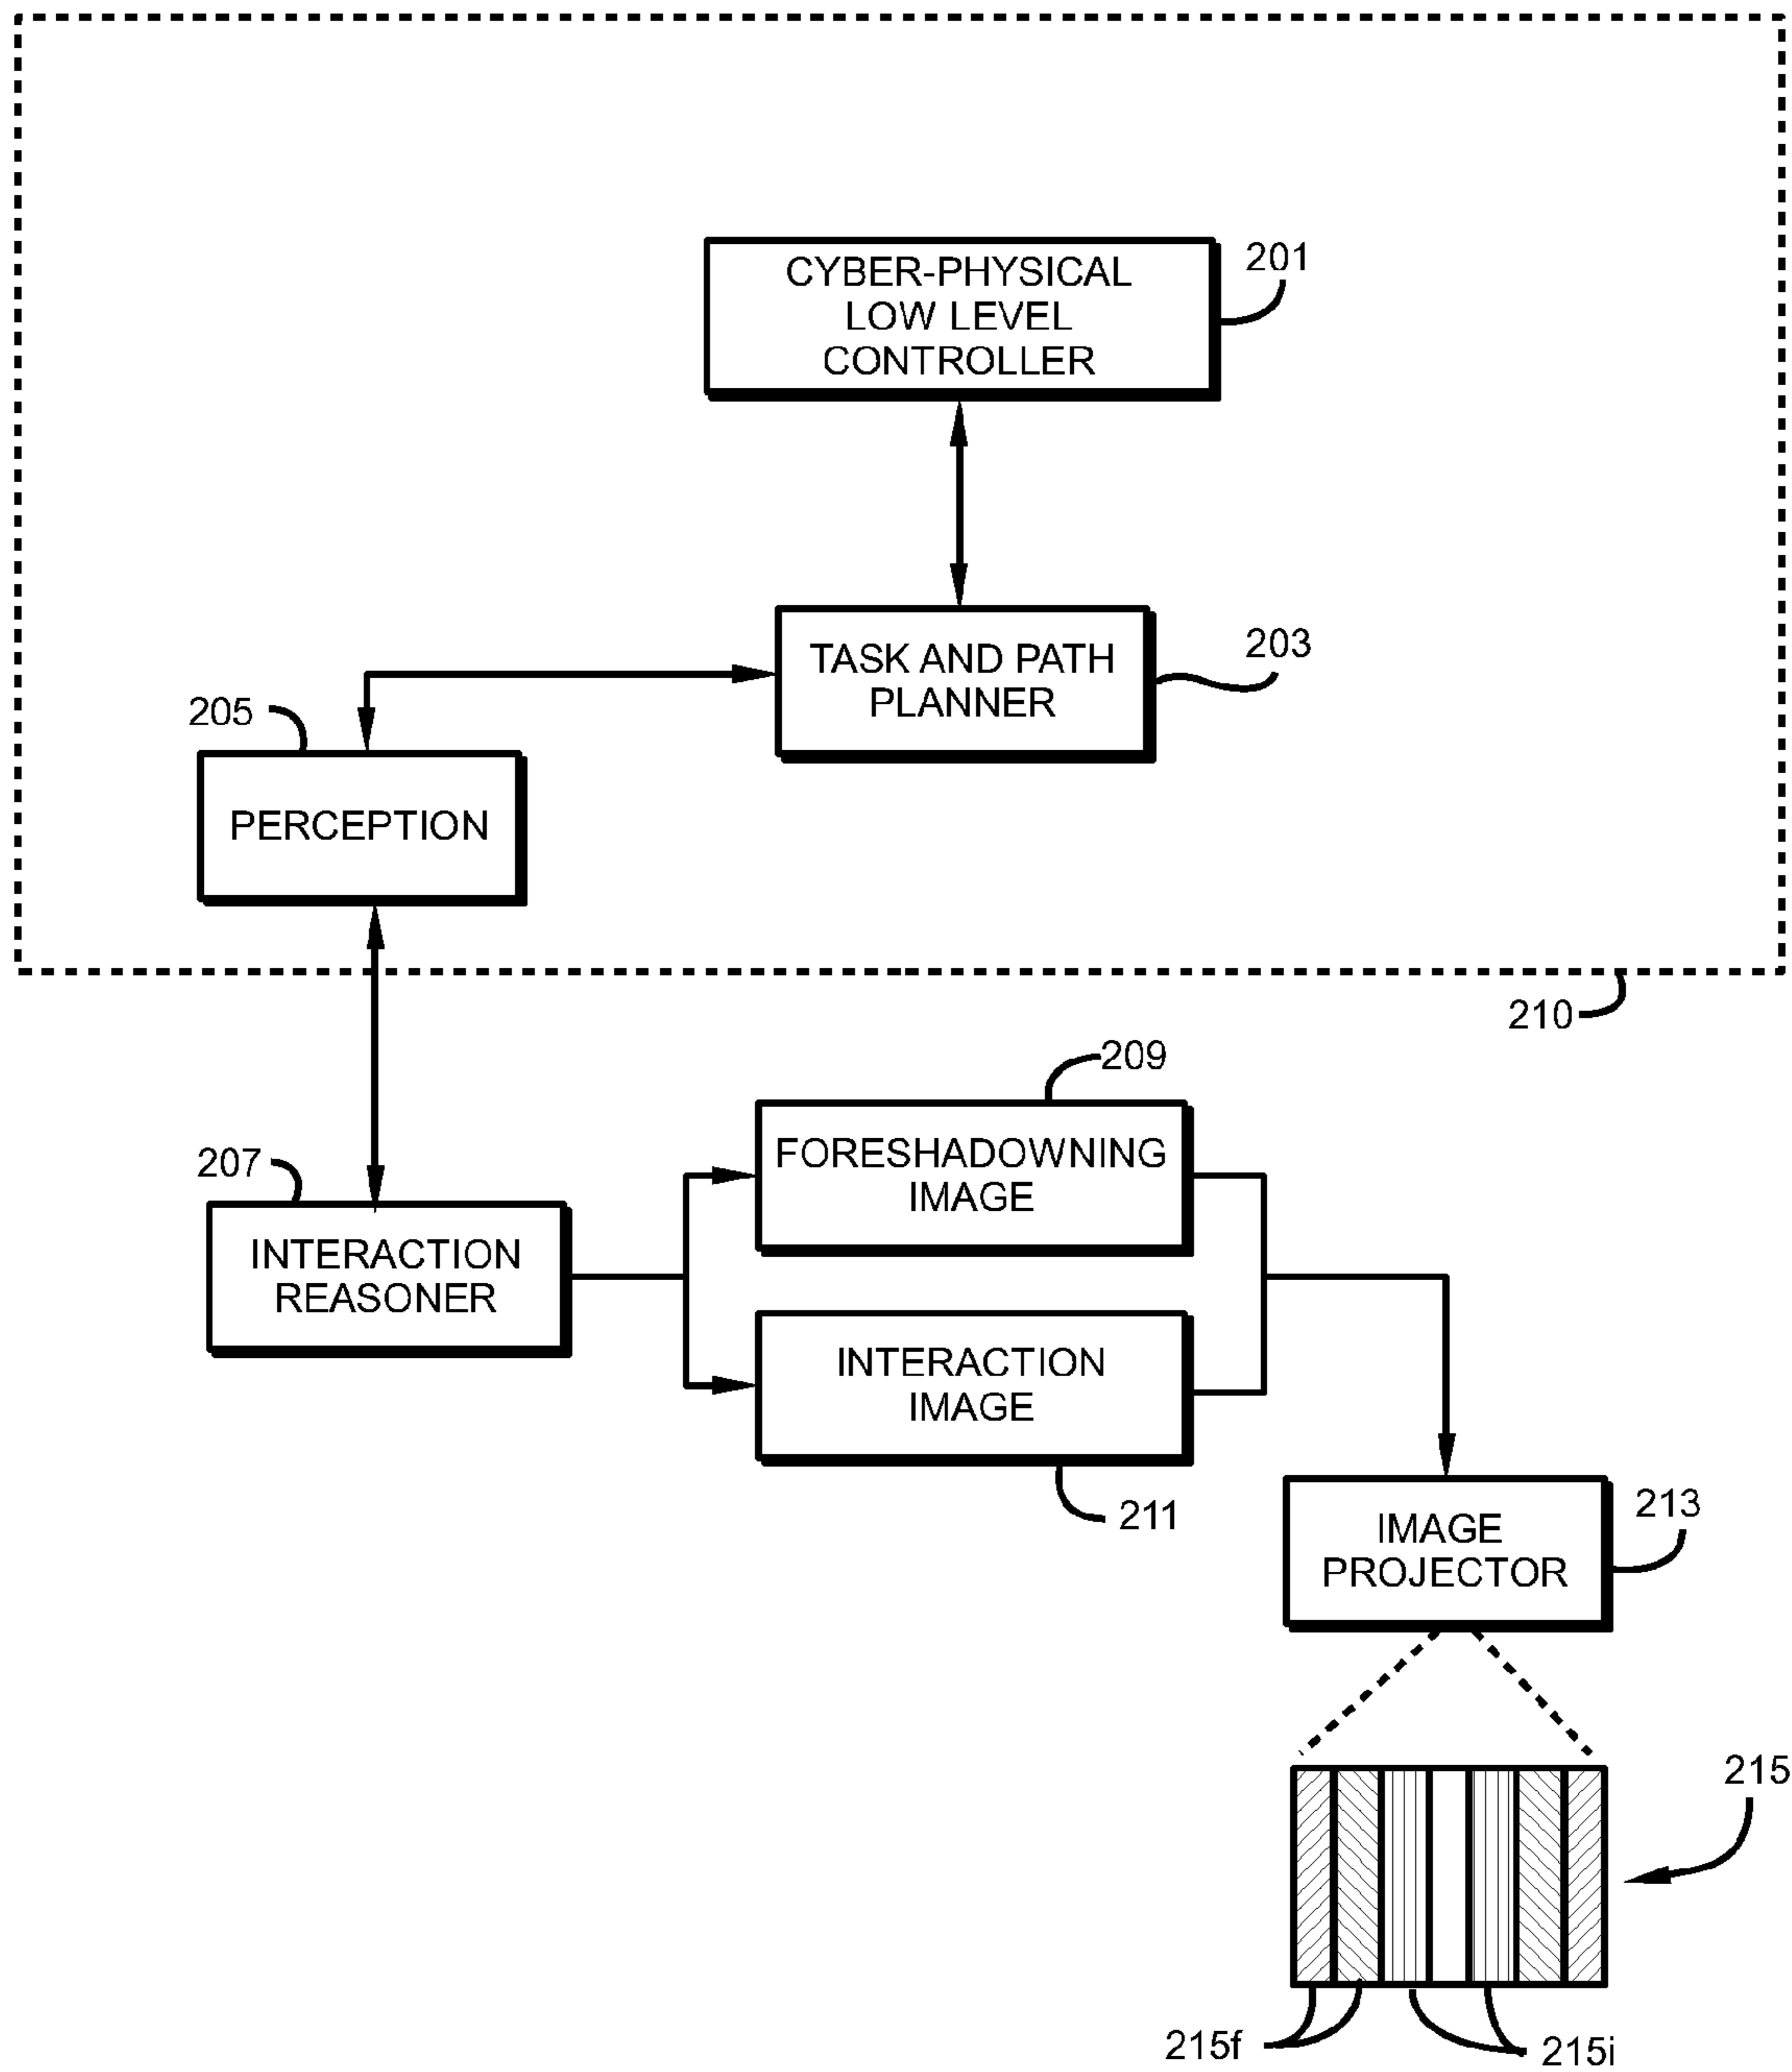 CYBER-PHYSICAL
LOW LEVEL
CONTROLLER
201
TASK AND PATH
PLANNER
203
205
PERCEPTION
210
209
FORESHADOWNING
IMAGE
207
INTERACTION
REASONER
INTERACTION
IMAGE
211
213
IMAGE
PROJECTOR
215
215f
215i